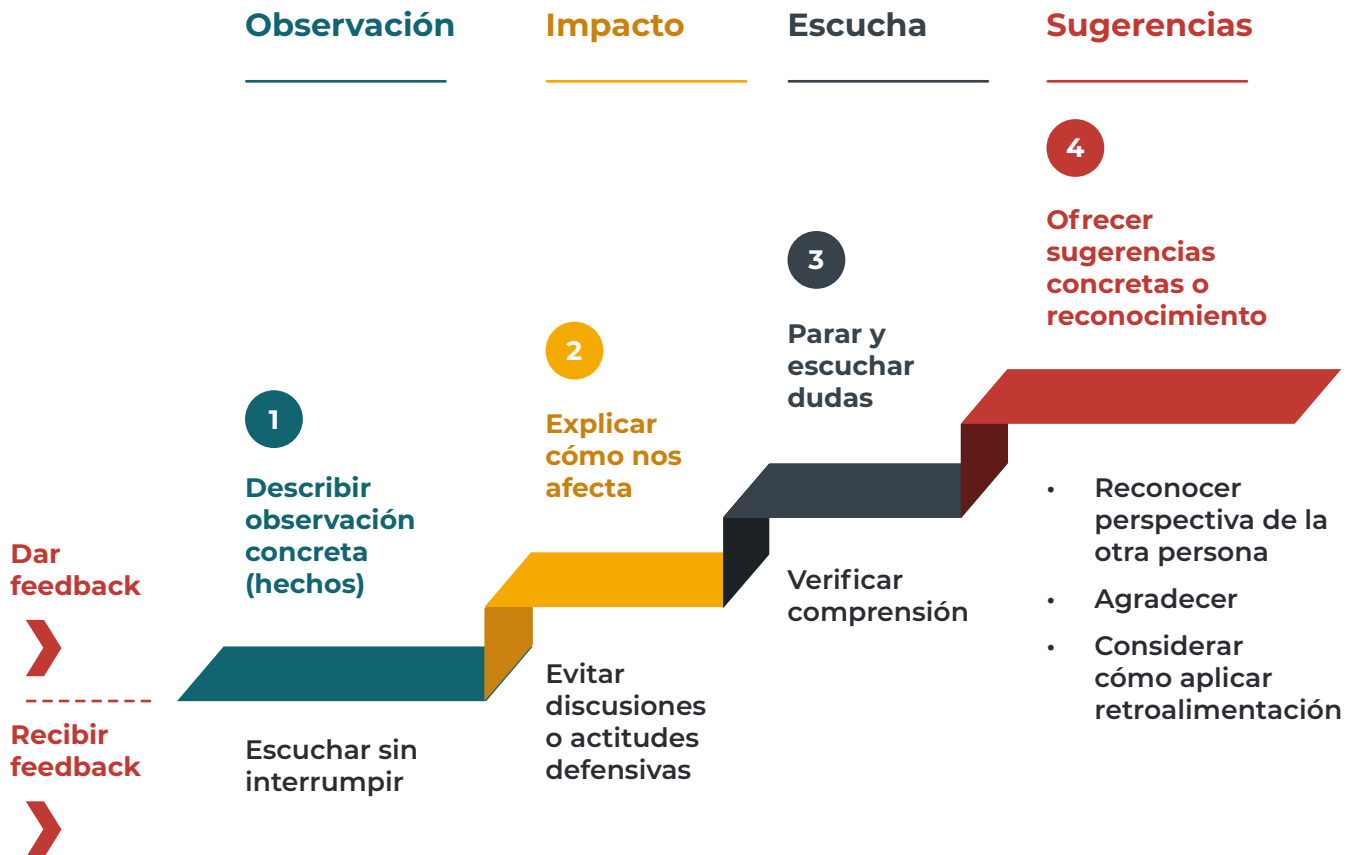 Observación
Impacto
Escucha
Sugerencias
4
Ofrecer
sugerencias
concretas o
reconocimiento
3
Parar y
escuchar
dudas
2
Explicar
cómo nos
afecta
1
Describir
observación
concreta
(hechos)
Dar
feedback
Recibir
feedback
Escuchar sin
interrumpir
Evitar
discusiones
o actitudes
defensivas
Verificar
comprensión
• Reconocer
perspectiva de la
otra persona
• Agradecer
• Considerar
cómo aplicar
retroalimentación